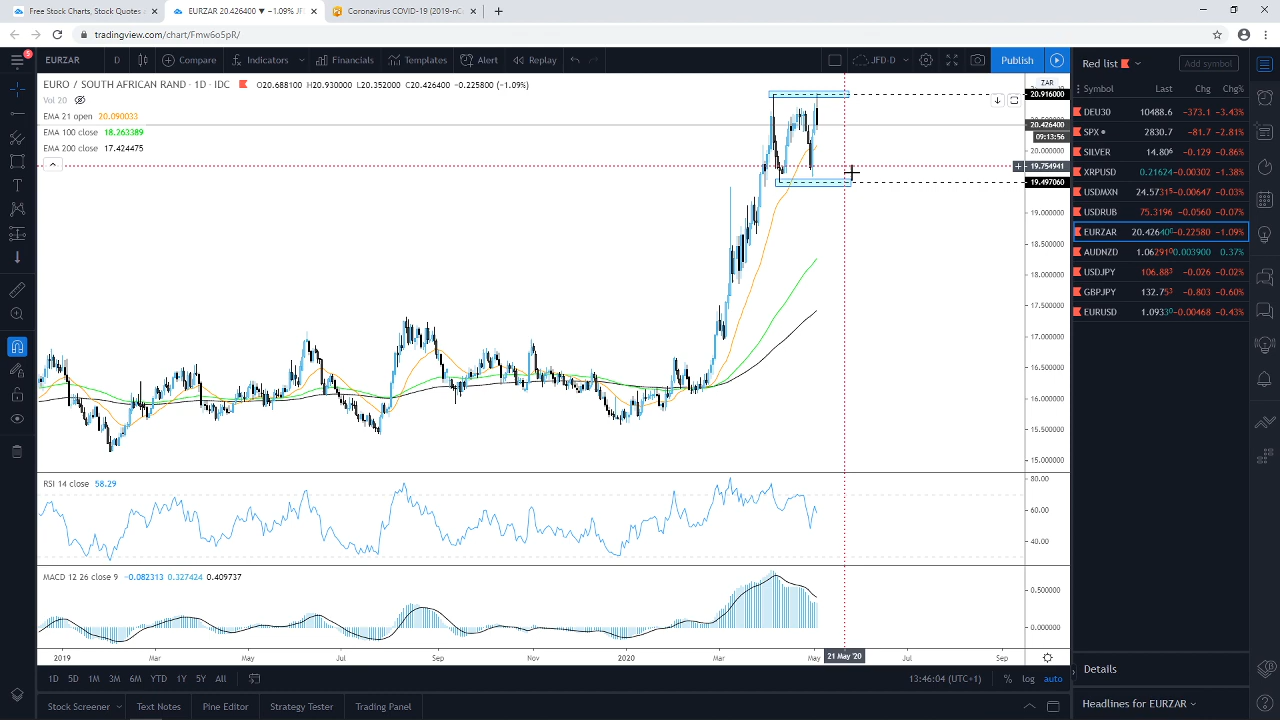 Free Stock Charts, Stock Quotes a
EURZAR 20.426400 ▼ −1.09% JF
Coronavirus COVID-19 (2019-nC
tradingview.com/chart/Fmw6oSpR/
EURZAR D Compare Indicators Financials Templates Alert Replay JFD-D Publish
EURO / SOUTH AFRICAN RAND · 1D · IDC O20.688100 H20.930000 L20.352000 C20.426400 −0.225800 (−1.09%)
Vol 20
EMA 21 open 20.090033
EMA 100 close 18.263389
EMA 200 close 17.424475
ZAR
20.916000
20.426400
09:13:56
20.000000
19.754941
19.497060
19.000000
18.500000
18.000000
17.500000
17.000000
16.500000
16.000000
15.500000
15.000000
RSI 14 close 58.29
80.00
60.00
40.00
MACD 12 26 close 9 −0.082313 0.327424 0.409737
0.500000
0.000000
2019 Mar May Jul Sep Nov 2020 Mar May 21 May '20 Jul Sep
1D 5D 1M 3M 6M YTD 1Y 5Y All 13:46:04 (UTC+1) % log auto
Stock Screener Text Notes Pine Editor Strategy Tester Trading Panel
Red list Add symbol
Symbol Last Chg Chg%
DEU30 10488.6 −373.1 −3.43%
SPX 2830.7 −81.7 −2.81%
SILVER 14.806 −0.129 −0.86%
XRPUSD 0.21624 −0.00302 −1.38%
USDMXN 24.57315 −0.00647 −0.03%
USDRUB 75.3196 −0.0560 −0.07%
EURZAR 20.426400 −0.22580 −1.09%
AUDNZD 1.062910 0.003900 0.37%
USDJPY 106.883 −0.026 −0.02%
GBPJPY 132.753 −0.803 −0.60%
EURUSD 1.09330 −0.00468 −0.43%
Details
Headlines for EURZAR